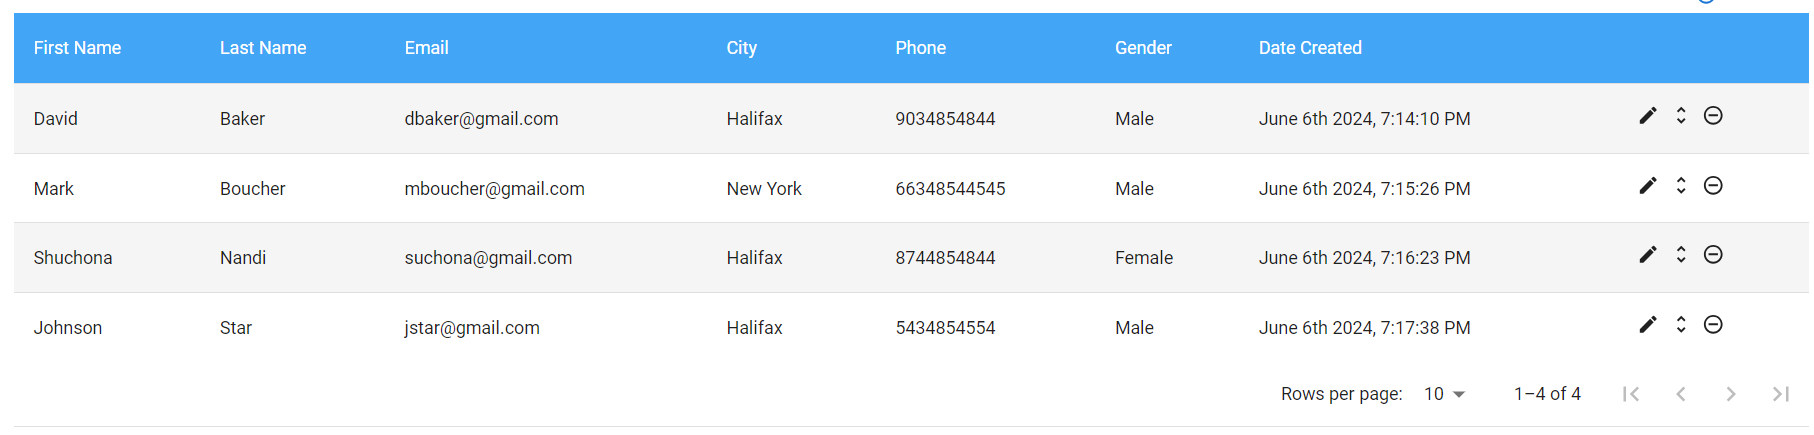 First Name Last Name Email City Phone Gender Date Created
David Baker dbaker@gmail.com Halifax 9034854844 Male June 6th 2024, 7:14:10 PM
Mark Boucher mboucher@gmail.com New York 66348544545 Male June 6th 2024, 7:15:26 PM
Shuchona Nandi suchona@gmail.com Halifax 8744854844 Female June 6th 2024, 7:16:23 PM
Johnson Star jstar@gmail.com Halifax 5434854554 Male June 6th 2024, 7:17:38 PM
Rows per page: 10 1–4 of 4